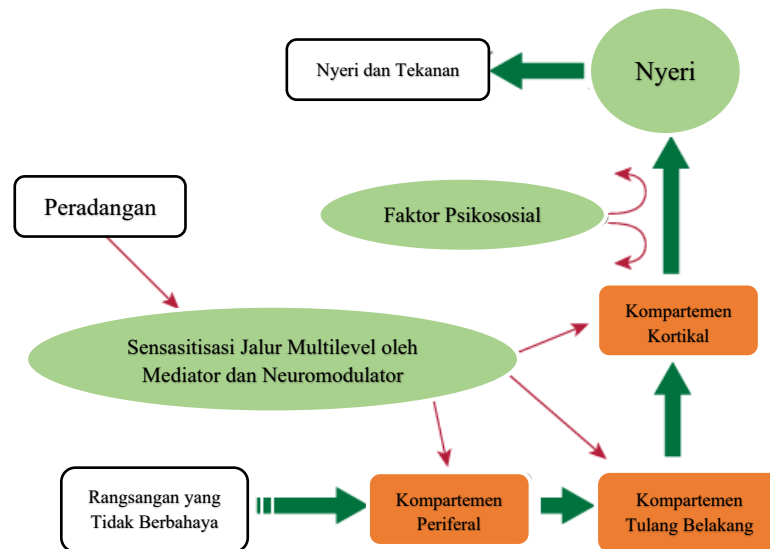 Nyeri dan Tekanan
Nyeri
Peradangan
Faktor Psikososial
Sensasitisasi Jalur Multilevel oleh
Mediator dan Neuromodulator
Kompartemen
Kortikal
Rangsangan yang
Tidak Berbahaya
Kompartemen
Periferal
Kompartemen
Tulang Belakang